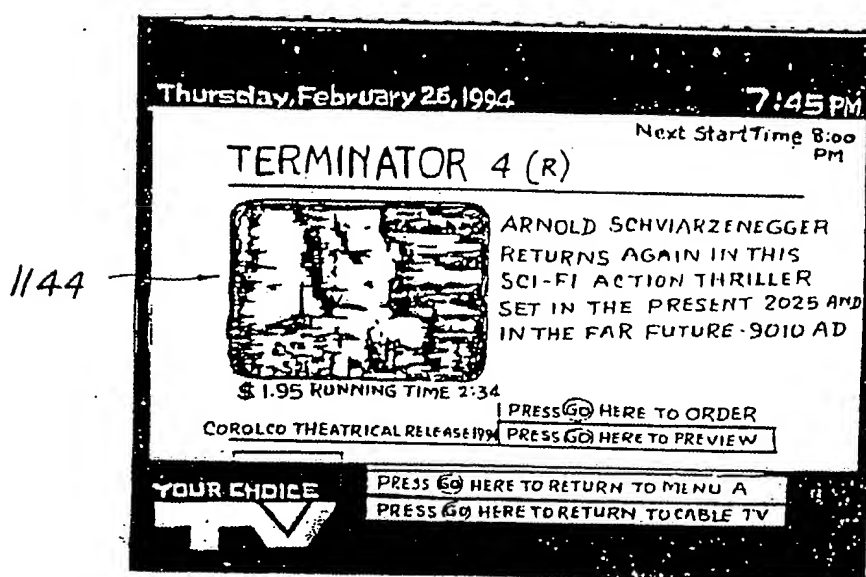 Thursday, February 26, 1994 7:45 PM
Next Start Time 8:00
PM
TERMINATOR 4 (R)
ARNOLD SCHVIARZENEGGER
RETURNS AGAIN IN THIS
SCI-FI ACTION THRILLER
SET IN THE PRESENT 2025 AND
IN THE FAR FUTURE-9010 AD
1144
$1.95 RUNNING TIME 2:34
PRESS GO HERE TO ORDER
COROLCO THEATRICAL RELEASE 1994 PRESS GO HERE TO PREVIEW
YOUR CHOICE
TV
PRESS GO HERE TO RETURN TO MENU A
PRESS GO HERE TO RETURN TO CABLE TV